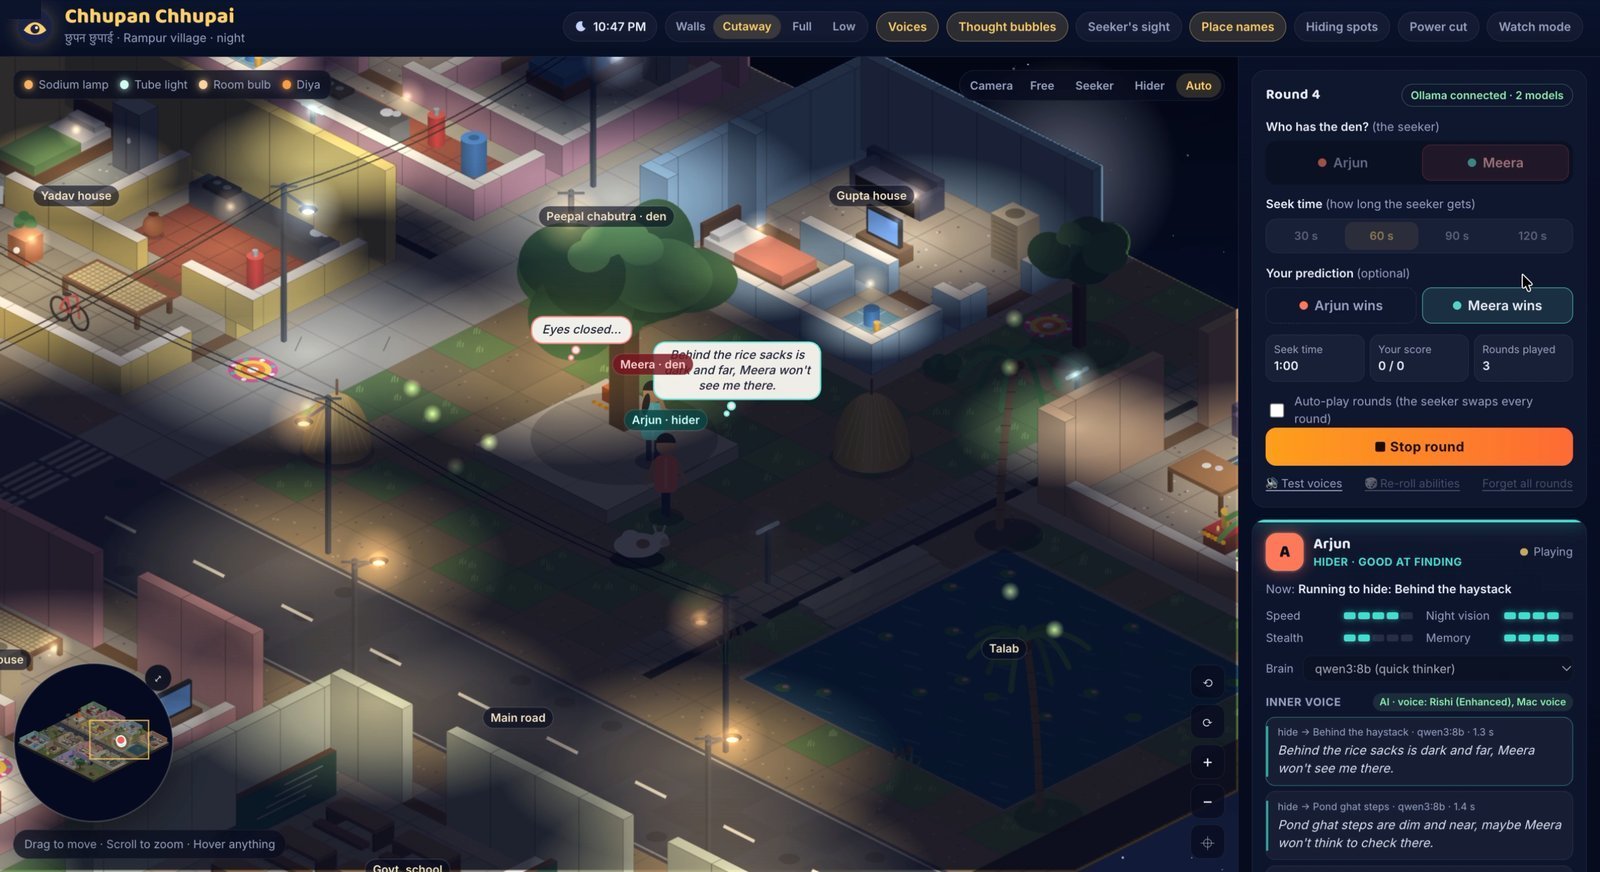 Chhupan Chhupai
छुपन छुपाई · Rampur village · night
10:47 PM
Walls
Cutaway
Full
Low
Voices
Thought bubbles
Seeker's sight
Place names
Hiding spots
Power cut
Watch mode
Sodium lamp
Tube light
Room bulb
Diya
Camera
Free
Seeker
Hider
Auto
Yadav house
Peepal chabutra · den
Gupta house
Eyes closed...
Meera · den
Behind the rice sacks is
and far, Meera won't
see me there.
Arjun · hider
Talab
Main road
ouse
Drag to move · Scroll to zoom · Hover anything
Govt. school
Round 4
Ollama connected · 2 models
Who has the den? (the seeker)
Arjun
Meera
Seek time (how long the seeker gets)
30 s
60 s
90 s
120 s
Your prediction (optional)
Arjun wins
Meera wins
Seek time
1:00
Your score
0 / 0
Rounds played
3
Auto-play rounds (the seeker swaps every
round)
Stop round
Test voices
Re-roll abilities
Forget all rounds
A
Arjun
HIDER · GOOD AT FINDING
Playing
Now: Running to hide: Behind the haystack
Speed
Night vision
Stealth
Memory
Brain
qwen3:8b (quick thinker)
INNER VOICE
AI · voice: Rishi (Enhanced), Mac voice
hide → Behind the haystack · qwen3:8b · 1.3 s
Behind the rice sacks is dark and far, Meera
won't see me there.
hide → Pond ghat steps · qwen3:8b · 1.4 s
Pond ghat steps are dim and near, maybe Meera
won't think to check there.